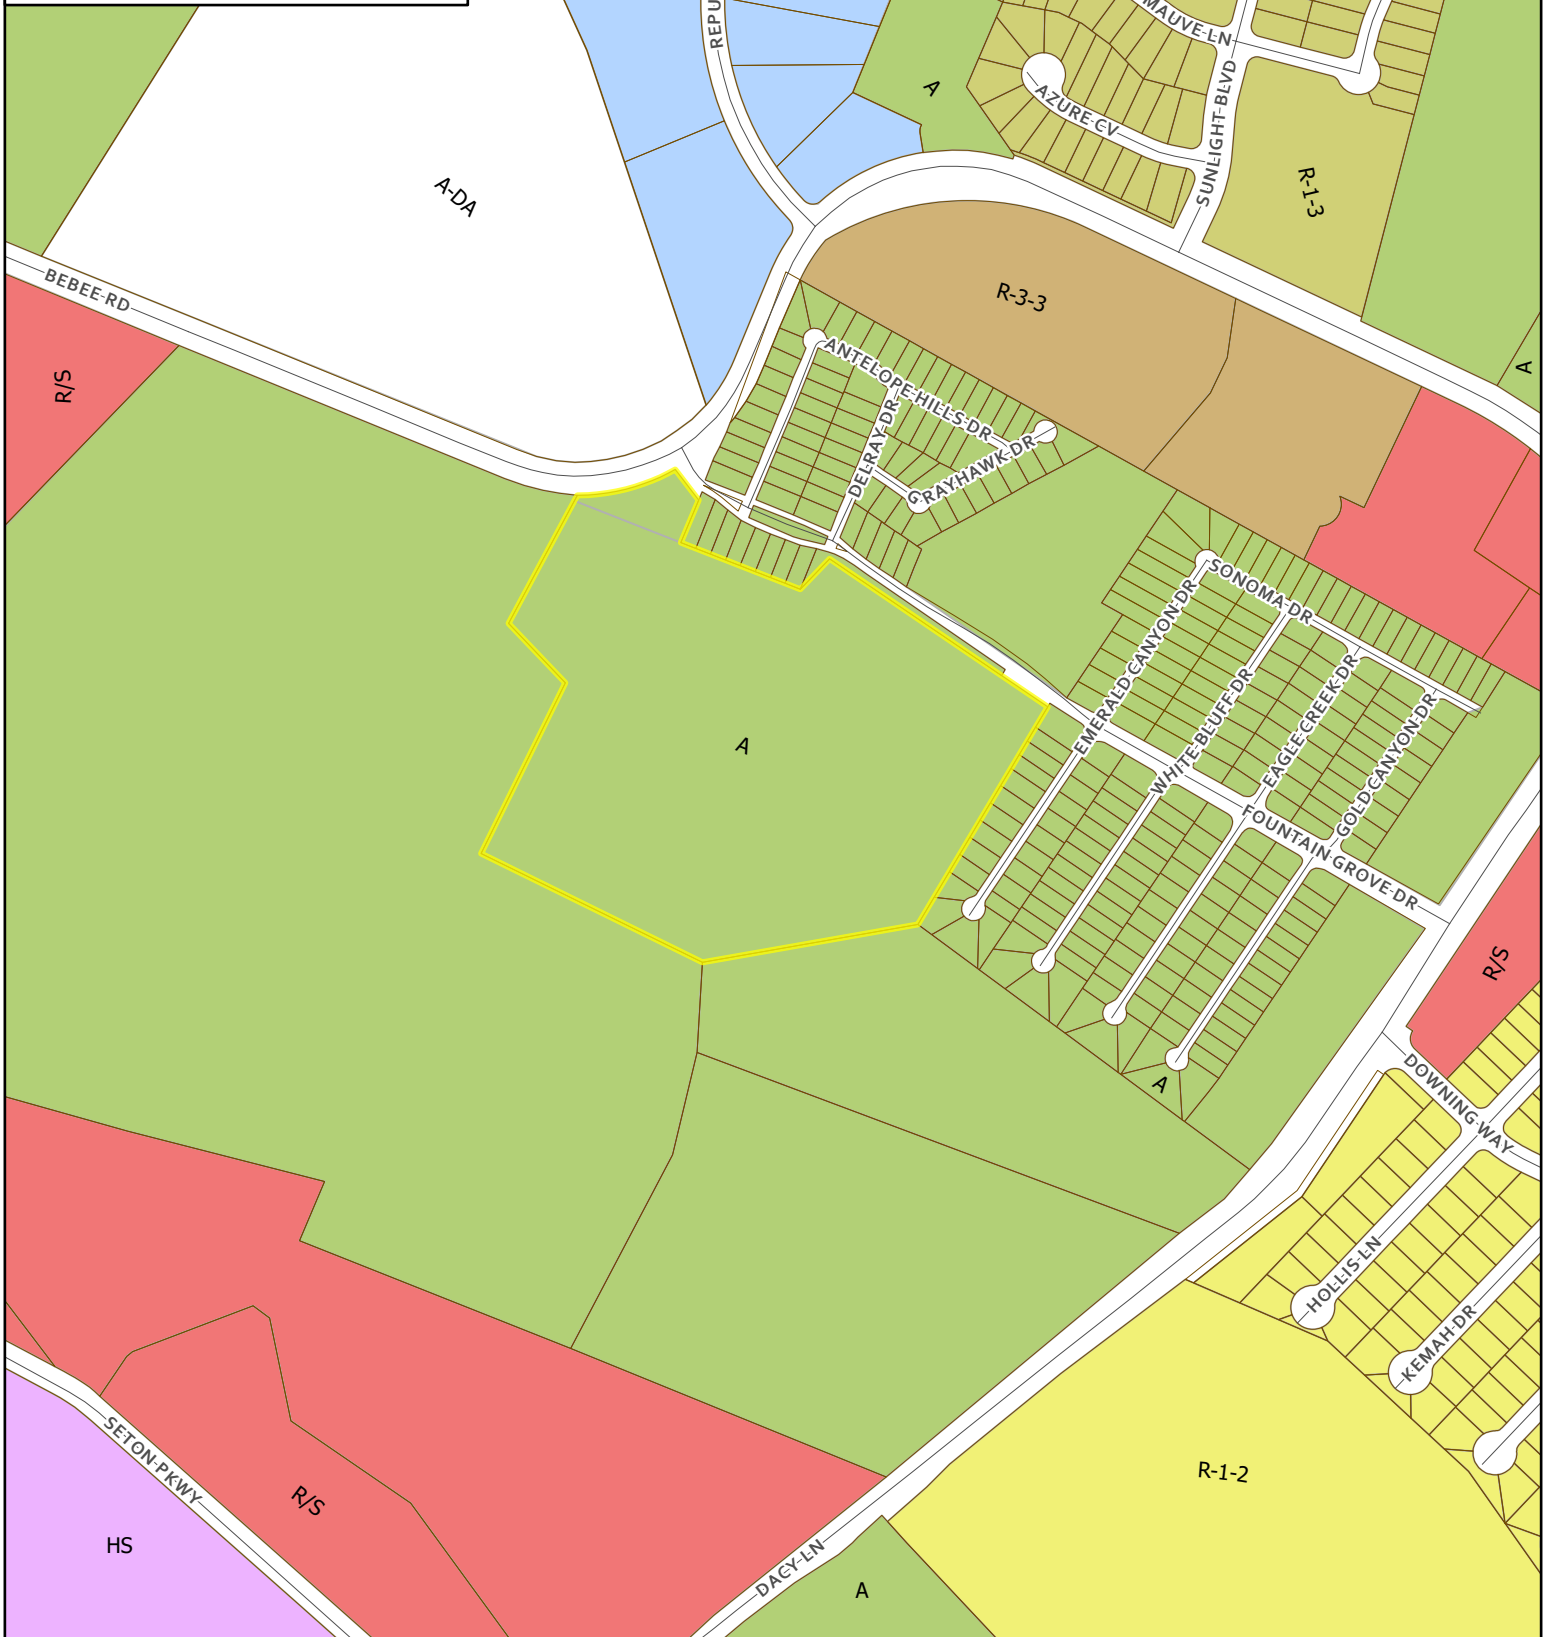 REPU
MAUVE LN
SUNLIGHT BLVD
A
AZURE CV
A-DA
R-1-3
BEBEE RD
R-3-3
R/S
A
ANTELOPE HILLS DR
DELRAY DR
GRAYHAWK DR
SONOMA DR
EMERALD CANYON DR
WHITE BLUFF DR
EAGLE CREEK DR
GOLD CANYON DR
A
FOUNTAIN GROVE DR
R/S
A
DOWNING WAY
HOLLIS LN
KEMAH DR
SETON PKWY
R/S
R-1-2
HS
DACY LN
A